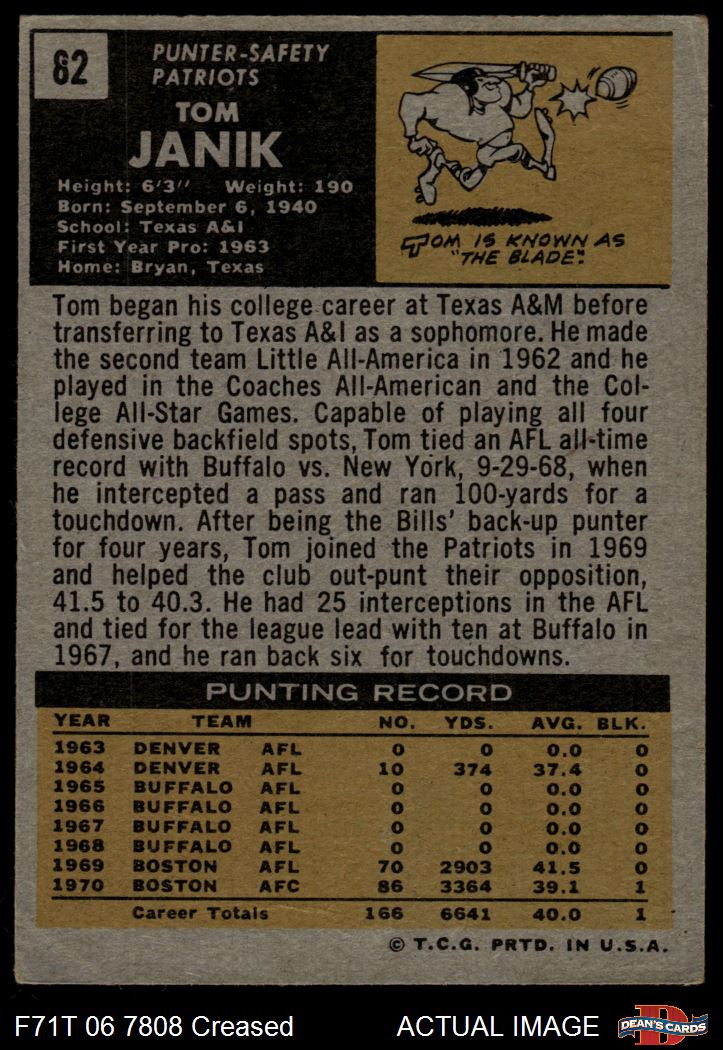 82
PUNTER-SAFETY
PATRIOTS
TOM
JANIK
Height: 6'3" Weight: 190
Born: September 6, 1940
School: Texas A&I
First Year Pro: 1963
Home: Bryan, Texas
TOM IS KNOWN AS
"THE BLADE".
Tom began his college career at Texas A&M before
transferring to Texas A&I as a sophomore. He made
the second team Little All-America in 1962 and he
played in the Coaches All-American and the Col-
lege All-Star Games. Capable of playing all four
defensive backfield spots, Tom tied an AFL all-time
record with Buffalo vs. New York, 9-29-68, when
he intercepted a pass and ran 100-yards for a
touchdown. After being the Bills' back-up punter
for four years, Tom joined the Patriots in 1969
and helped the club out-punt their opposition,
41.5 to 40.3. He had 25 interceptions in the AFL
and tied for the league lead with ten at Buffalo in
1967, and he ran back six for touchdowns.
PUNTING RECORD
YEAR TEAM NO. YDS. AVG. BLK.
1963 DENVER AFL 0 0 0.0 0
1964 DENVER AFL 10 374 37.4 0
1965 BUFFALO AFL 0 0 0.0 0
1966 BUFFALO AFL 0 0 0.0 0
1967 BUFFALO AFL 0 0 0.0 0
1968 BUFFALO AFL 0 0 0.0 0
1969 BOSTON AFL 70 2903 41.5 0
1970 BOSTON AFC 86 3364 39.1 1
Career Totals 166 6641 40.0 1
© T.C.G. PRTD. IN U.S.A.
F71T 06 7808 Creased ACTUAL IMAGE
D
DEAN'S CARDS